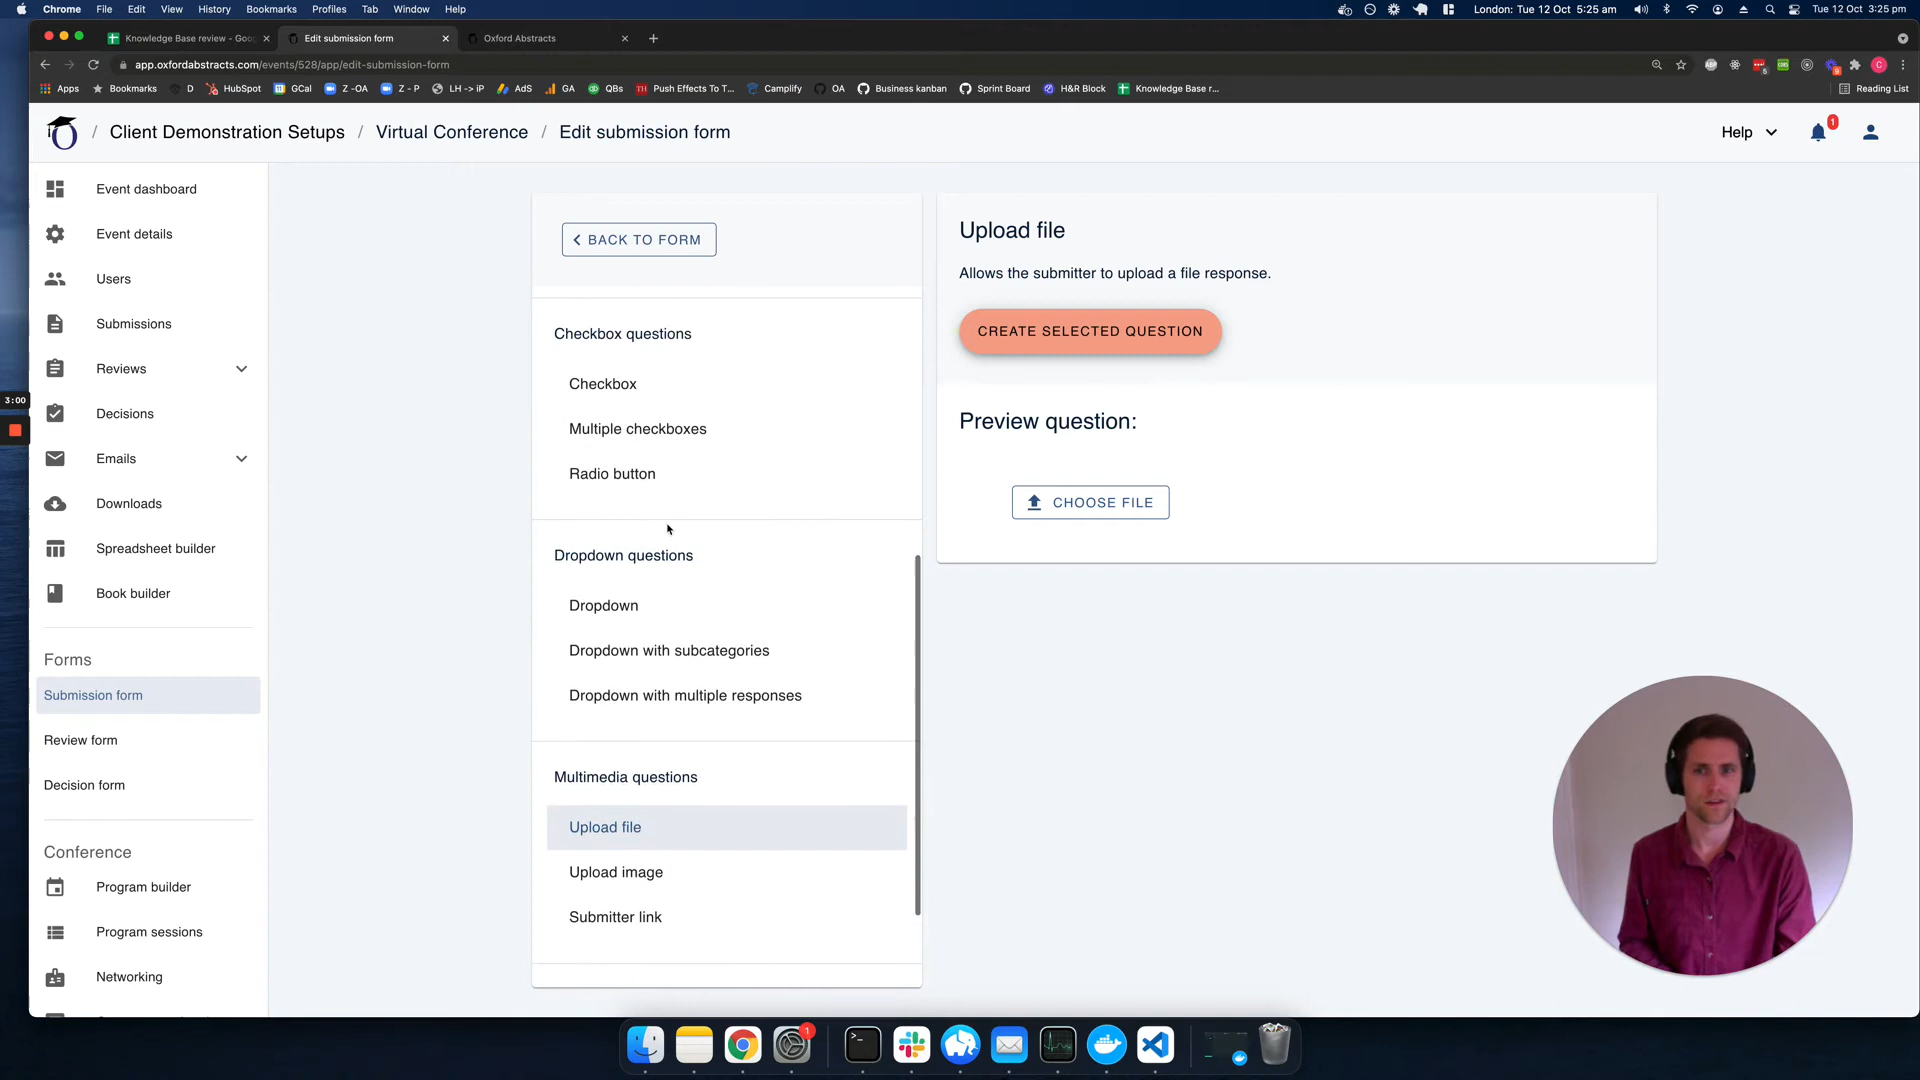 Chrome File Edit View History Bookmarks Profiles Tab Window Help London: Tue 12 Oct 5:25 am Tue 12 Oct 3:25 pm
Knowledge Base review - Goo Edit submission form Oxford Abstracts
app.oxfordabstracts.com/events/528/app/edit-submission-form
Apps Bookmarks D HubSpot GCal Z -OA Z - P LH -> iP AdS GA QBs Push Effects To T... Camplify OA Business kanban Sprint Board H&R Block Knowledge Base r... Reading List
/ Client Demonstration Setups / Virtual Conference / Edit submission form Help 1
Event dashboard
Event details
Users
Submissions
Reviews
3:00
Decisions
Emails
Downloads
Spreadsheet builder
Book builder
Forms
Submission form
Review form
Decision form
Conference
Program builder
Program sessions
Networking
BACK TO FORM
Checkbox questions
Checkbox
Multiple checkboxes
Radio button
Dropdown questions
Dropdown
Dropdown with subcategories
Dropdown with multiple responses
Multimedia questions
Upload file
Upload image
Submitter link
Upload file
Allows the submitter to upload a file response.
CREATE SELECTED QUESTION
Preview question:
CHOOSE FILE
1